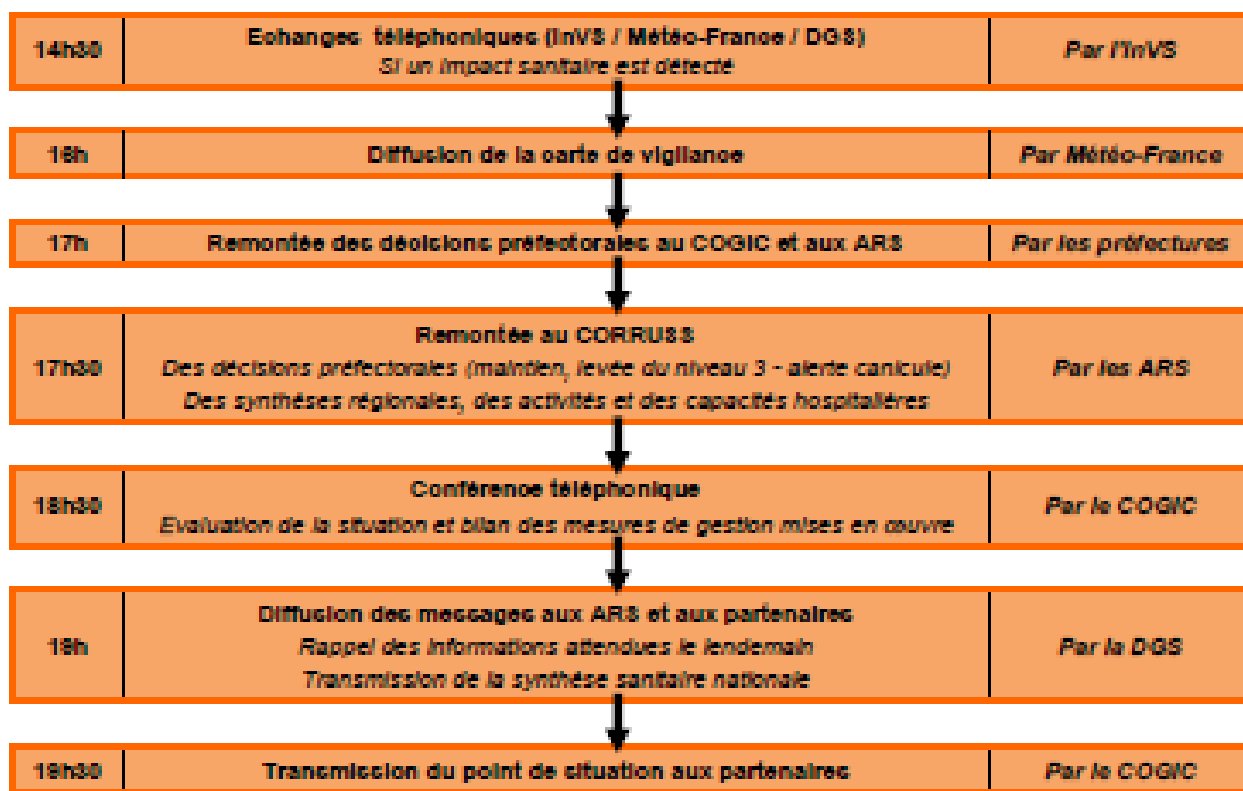 14h30
Echanges téléphoniques (InVS / Météo-France / DGS)
Si un impact sanitaire est détecté
Par l'InVS
16h
Diffusion de la carte de vigilance
Par Météo-France
17h
Remontée des décisions préfectorales au COGIC et aux ARS
Par les préfectures
17h30
Remontée au CORRUSS
Des décisions préfectorales (maintien, levée du niveau 3 - alerte canicule)
Des synthèses régionales, des activités et des capacités hospitalières
Par les ARS
18h30
Conférence téléphonique
Evaluation de la situation et bilan des mesures de gestion mises en œuvre
Par le COGIC
19h
Diffusion des messages aux ARS et aux partenaires
Rappel des informations attendues le lendemain
Transmission de la synthèse sanitaire nationale
Par la DGS
19h30
Transmission du point de situation aux partenaires
Par le COGIC